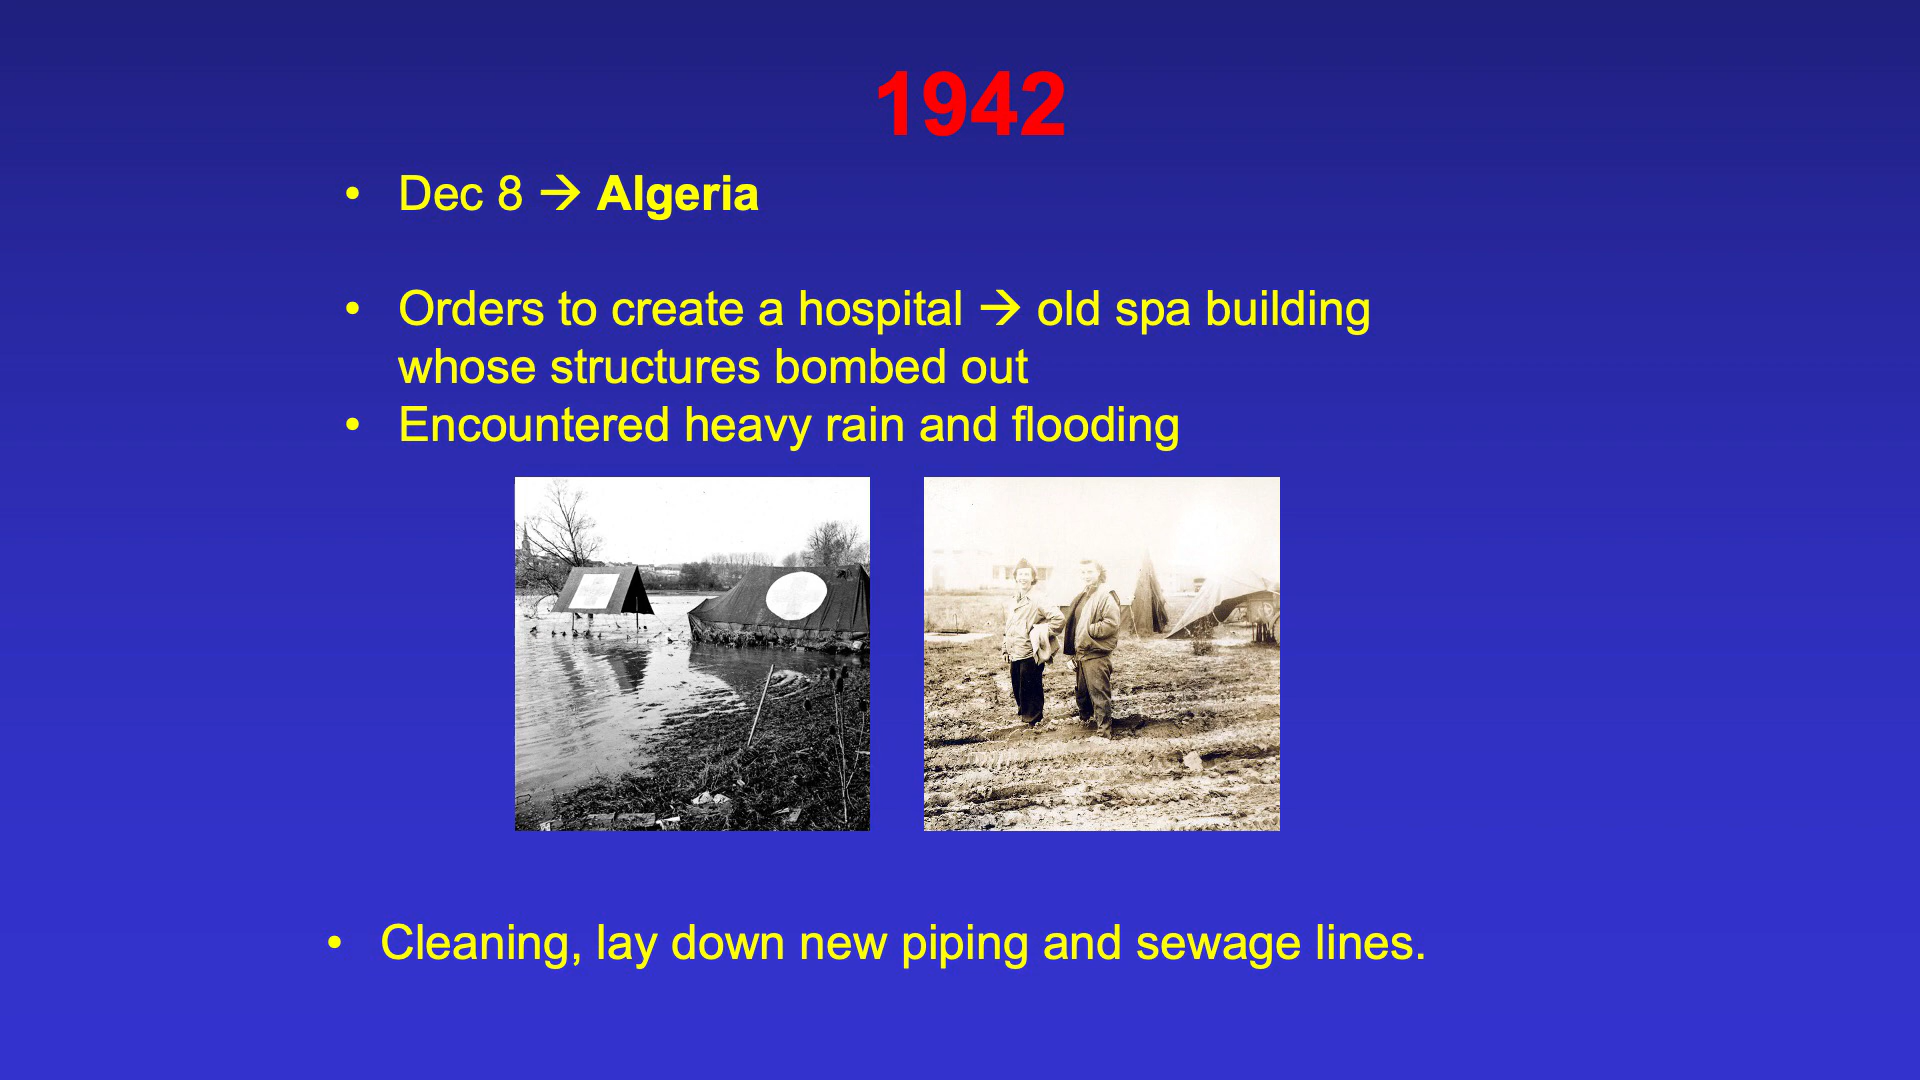 1942
• Dec 8 → Algeria
• Orders to create a hospital → old spa building
whose structures bombed out
• Encountered heavy rain and flooding
• Cleaning, lay down new piping and sewage lines.